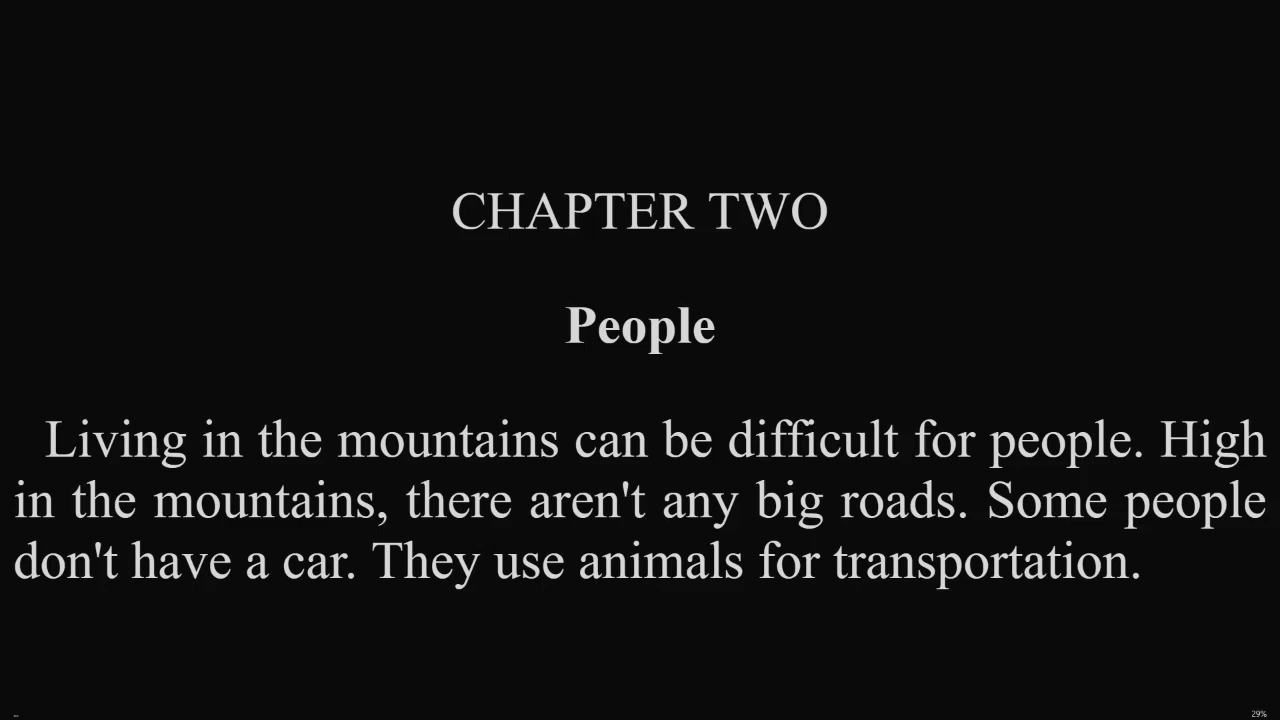 CHAPTER TWO
People
Living in the mountains can be difficult for people. High
in the mountains, there aren't any big roads. Some people
don't have a car. They use animals for transportation.
29%